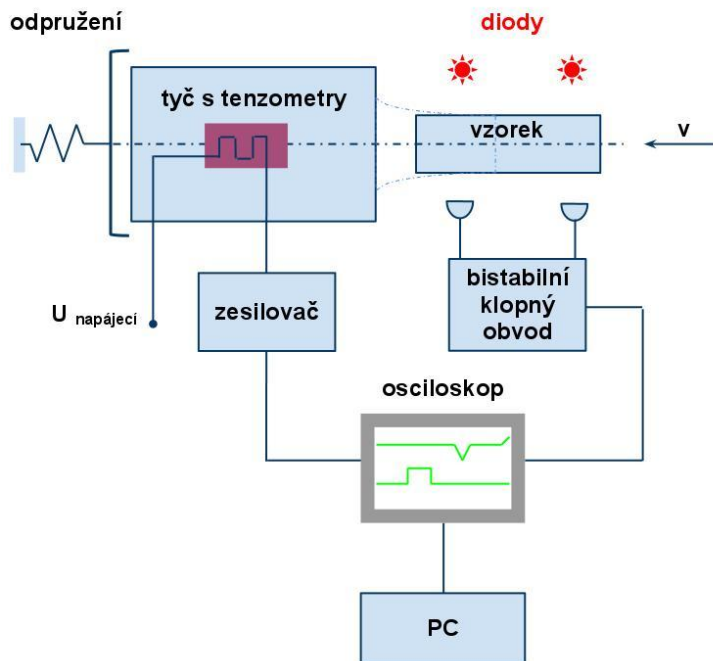 odpružení
diody
tyč s tenzometry
vzorek
v
U napájecí
zesilovač
bistabilní
klopný
obvod
osciloskop
PC